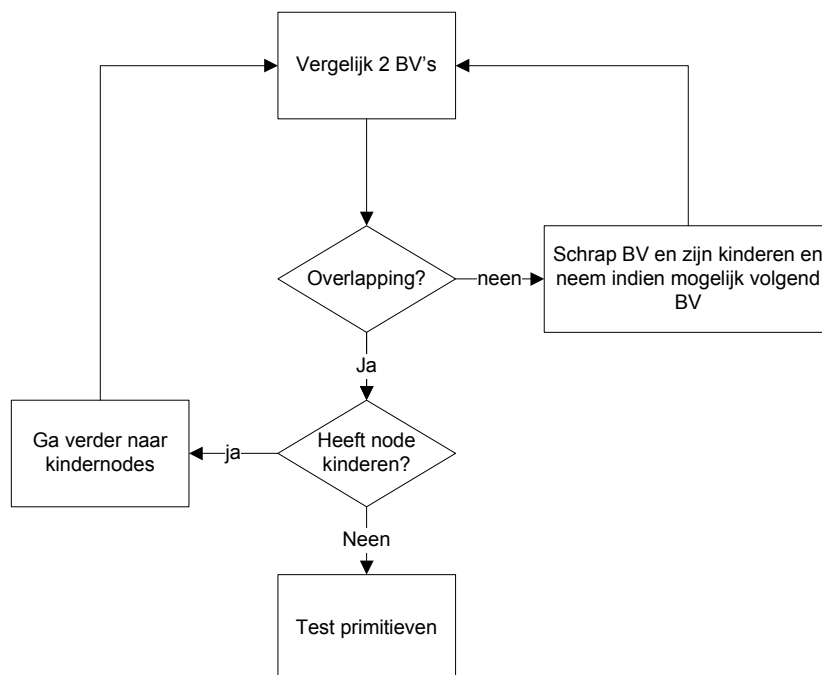 Vergelijk 2 BV's
Overlapping?
neen
Schrap BV en zijn kinderen en
neem indien mogelijk volgend
BV
Ja
Heeft node
kinderen?
ja
Ga verder naar
kindernodes
Neen
Test primitieven